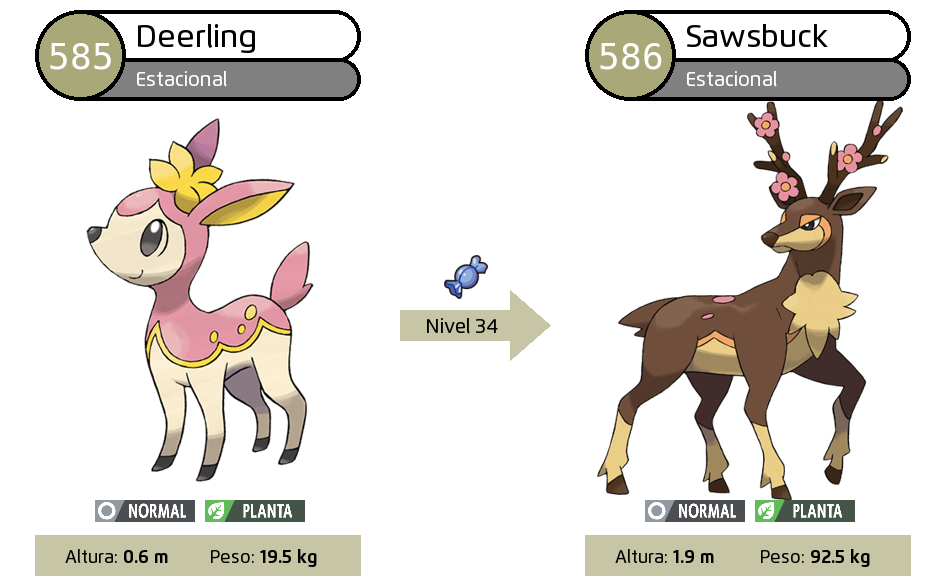 585
Deerling
Estacional
586
Sawsbuck
Estacional
Nivel 34
NORMAL PLANTA
NORMAL PLANTA
Altura: 0.6 m Peso: 19.5 kg
Altura: 1.9 m Peso: 92.5 kg